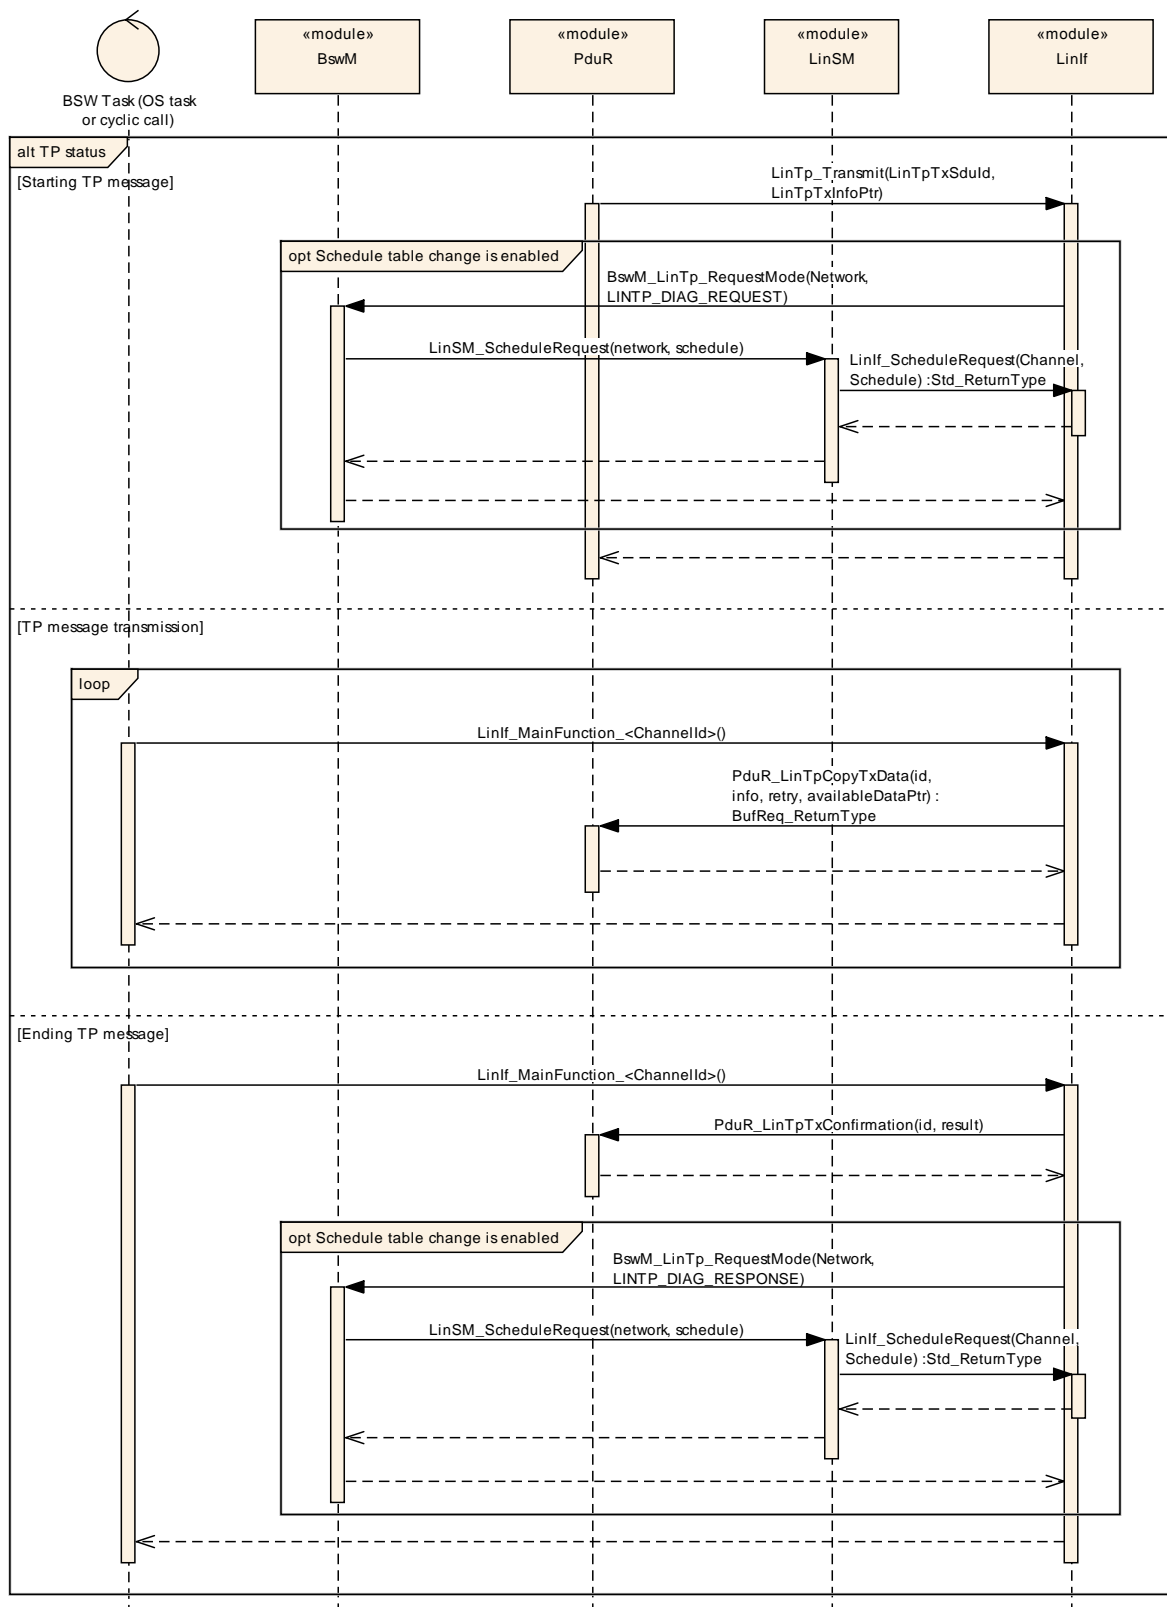 «module»
BswM
«module»
PduR
«module»
LinSM
«module»
LinIf
BSW Task (OS task
or cyclic call)
alt TP status
[Starting TP message]
LinTp_Transmit(LinTpTxSduId,
LinTpTxInfoPtr)
opt Schedule table change is enabled
BswM_LinTp_RequestMode(Network,
LINTP_DIAG_REQUEST)
LinSM_ScheduleRequest(network, schedule)
LinIf_ScheduleRequest(Channel,
Schedule) :Std_ReturnType
[TP message transmission]
loop
LinIf_MainFunction_<ChannelId>()
PduR_LinTpCopyTxData(id,
info, retry, availableDataPtr) :
BufReq_ReturnType
[Ending TP message]
LinIf_MainFunction_<ChannelId>()
PduR_LinTpTxConfirmation(id, result)
opt Schedule table change is enabled
BswM_LinTp_RequestMode(Network,
LINTP_DIAG_RESPONSE)
LinSM_ScheduleRequest(network, schedule)
LinIf_ScheduleRequest(Channel,
Schedule) :Std_ReturnType